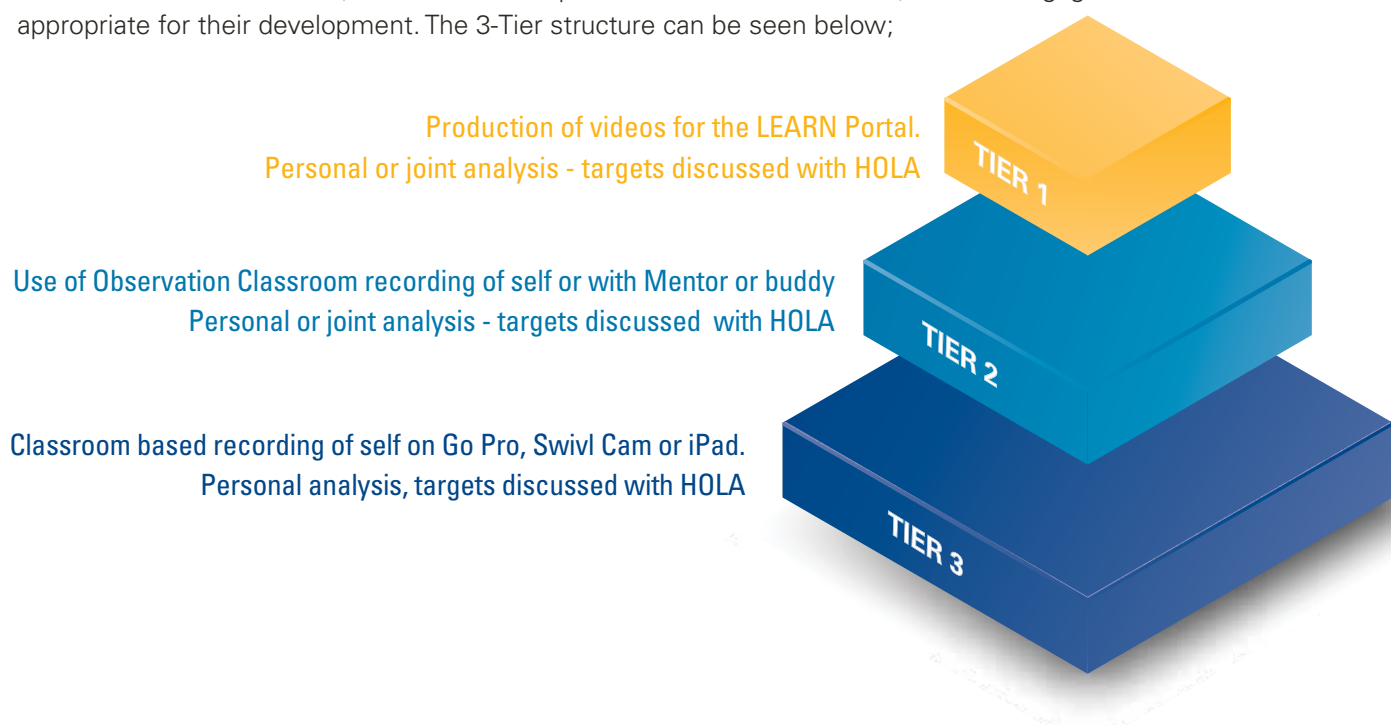 appropriate for their development. The 3-Tier structure can be seen below;
Production of videos for the LEARN Portal.
Personal or joint analysis - targets discussed with HOLA
TIER 1
Use of Observation Classroom recording of self or with Mentor or buddy
Personal or joint analysis - targets discussed with HOLA
TIER 2
Classroom based recording of self on Go Pro, Swivl Cam or iPad.
Personal analysis, targets discussed with HOLA
TIER 3